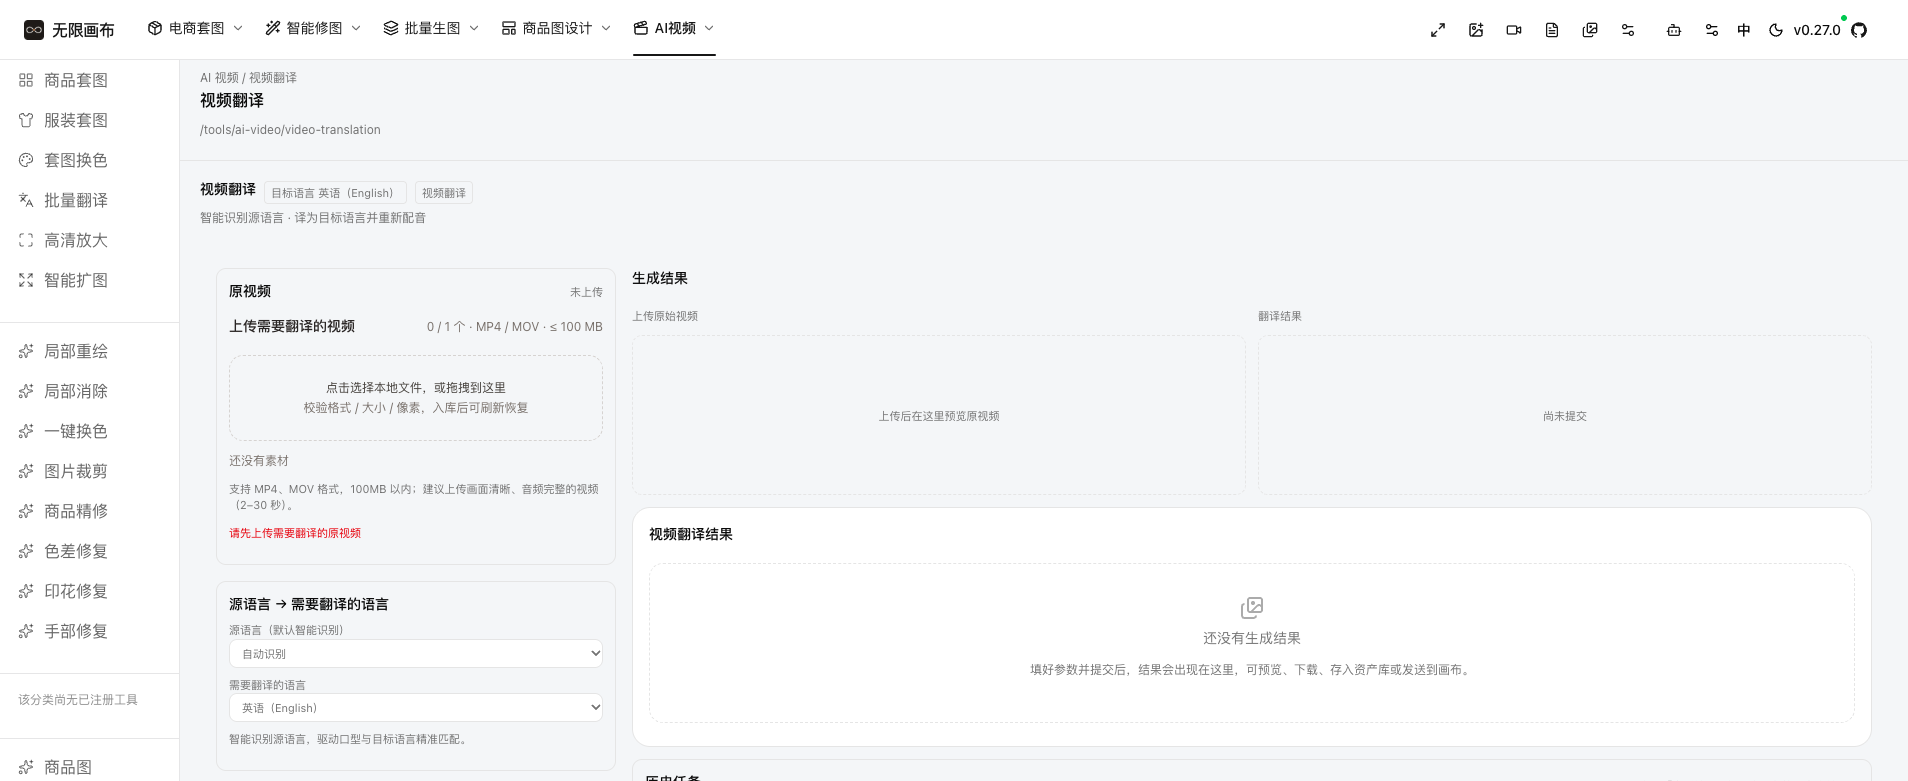 无限画布
电商套图
智能修图
批量生图
商品图设计
AI视频
中
v0.27.0
商品套图
服装套图
套图换色
批量翻译
高清放大
智能扩图
局部重绘
局部消除
一键换色
图片裁剪
商品精修
色差修复
印花修复
手部修复
该分类尚无已注册工具
商品图
AI 视频 / 视频翻译
视频翻译
/tools/ai-video/video-translation
视频翻译 目标语言 英语（English） 视频翻译
智能识别源语言 · 译为目标语言并重新配音
原视频 未上传
上传需要翻译的视频 0 / 1 个 · MP4 / MOV · ≤ 100 MB
点击选择本地文件，或拖拽到这里
校验格式 / 大小 / 像素，入库后可刷新恢复
还没有素材
支持 MP4、MOV 格式，100MB 以内；建议上传画面清晰、音频完整的视频
（2–30 秒）。
请先上传需要翻译的原视频
源语言 → 需要翻译的语言
源语言（默认智能识别）
自动识别
需要翻译的语言
英语（English）
智能识别源语言，驱动口型与目标语言精准匹配。
生成结果
上传原始视频
上传后在这里预览原视频
翻译结果
尚未提交
视频翻译结果
还没有生成结果
填好参数并提交后，结果会出现在这里，可预览、下载、存入资产库或发送到画布。
历史任务